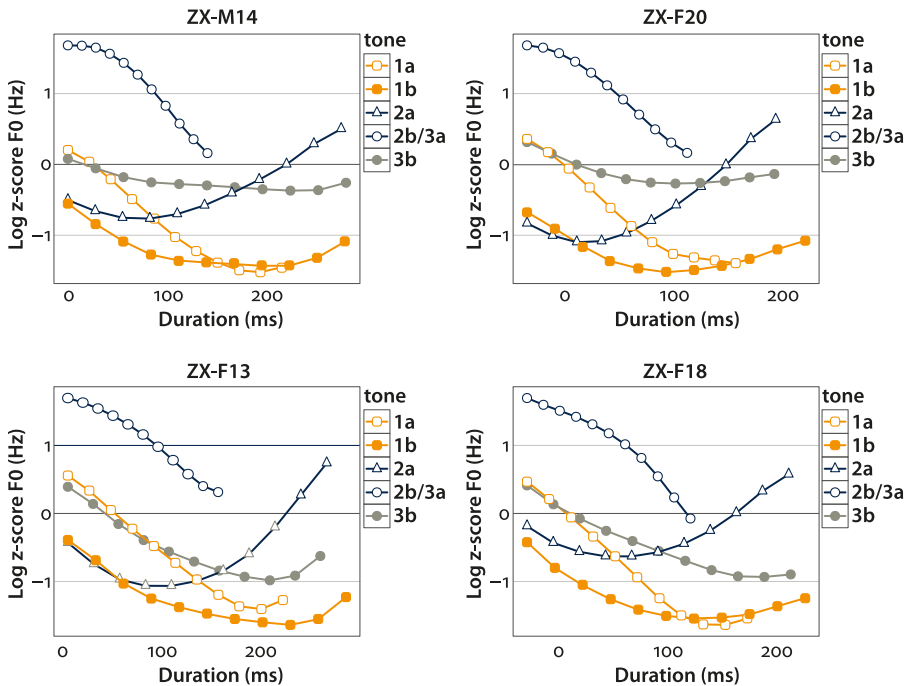 ZX-M14
Log z-score F0 (Hz)
1
0
−1
0
100
200
Duration (ms)
tone
1a
1b
2a
2b/3a
3b
ZX-F20
Log z-score F0 (Hz)
1
0
−1
0
100
200
Duration (ms)
tone
1a
1b
2a
2b/3a
3b
ZX-F13
Log z-score F0 (Hz)
1
0
−1
0
100
200
Duration (ms)
tone
1a
1b
2a
2b/3a
3b
ZX-F18
Log z-score F0 (Hz)
1
0
−1
0
100
200
Duration (ms)
tone
1a
1b
2a
2b/3a
3b